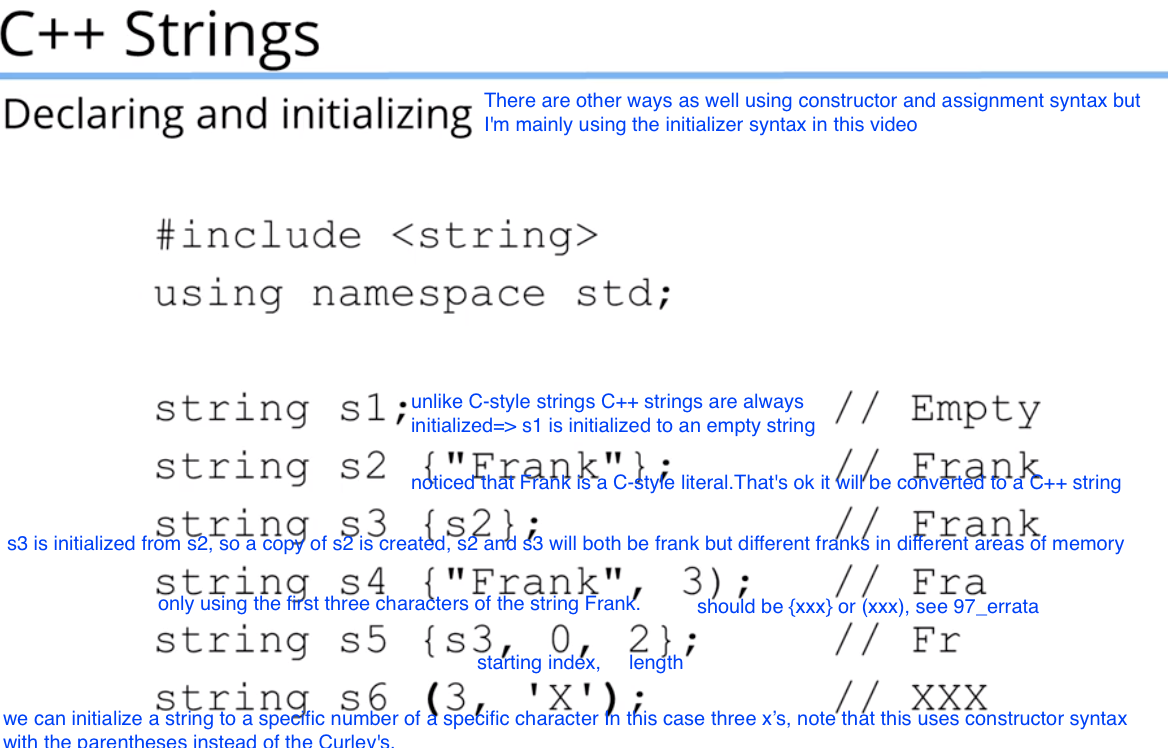 C++ Strings
Declaring and initializing
There are other ways as well using constructor and assignment syntax but
I'm mainly using the initializer syntax in this video
#include <string>
using namespace std;
string s1; // Empty
unlike C-style strings C++ strings are always
initialized=> s1 is initialized to an empty string
string s2 {"Frank"}; // Frank
noticed that Frank is a C-style literal.That's ok it will be converted to a C++ string
string s3 {s2}; // Frank
s3 is initialized from s2, so a copy of s2 is created, s2 and s3 will both be frank but different franks in different areas of memory
string s4 {"Frank", 3); // Fra
only using the first three characters of the string Frank.
should be {xxx} or (xxx), see 97_errata
string s5 {s3, 0, 2}; // Fr
starting index, length
string s6 (3, 'X'); // XXX
we can initialize a string to a specific number of a specific character in this case three x's, note that this uses constructor syntax
with the parentheses instead of the Curley's.